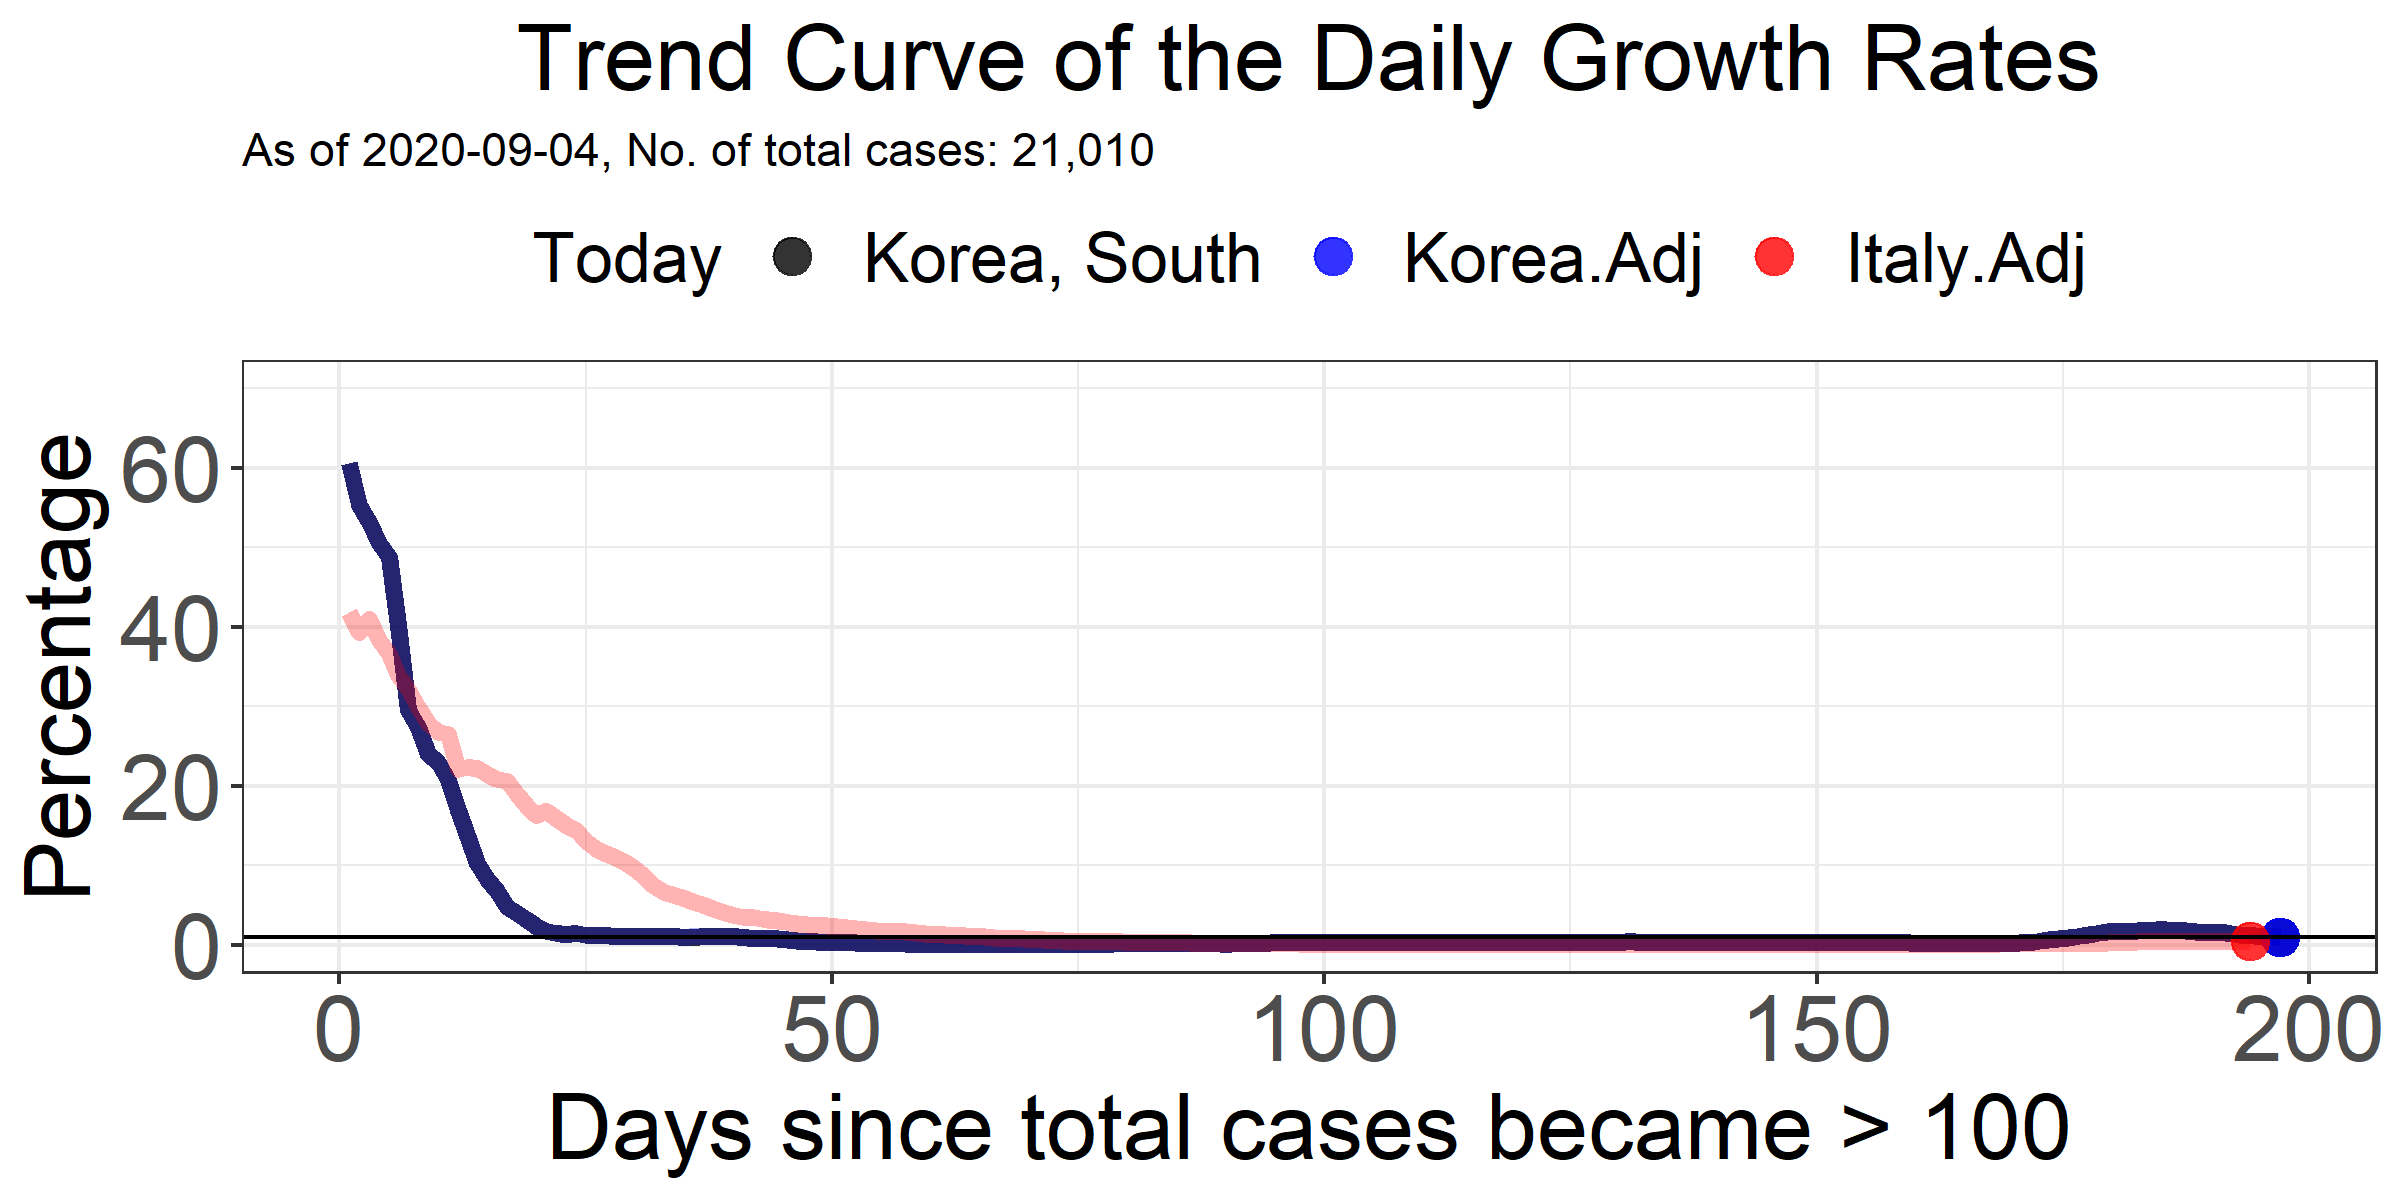 Trend Curve of the Daily Growth Rates
As of 2020-09-04, No. of total cases: 21,010
Today Korea, South Korea.Adj Italy.Adj
Percentage
60
40
20
0
0 50 100 150 200
Days since total cases became > 100